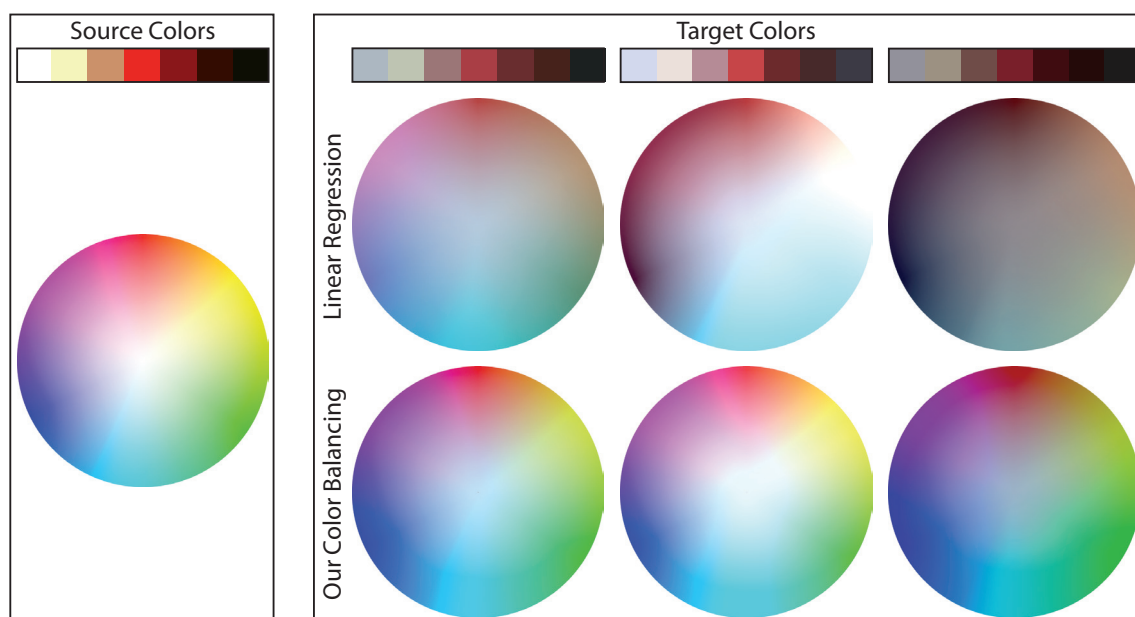 Source Colors
Target Colors
Linear Regression
Our Color Balancing